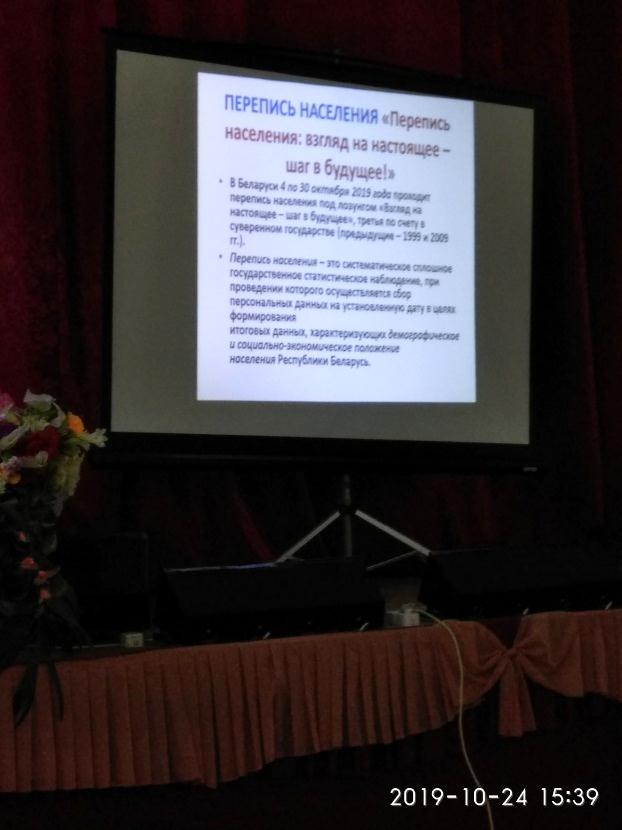 ПЕРЕПИСЬ НАСЕЛЕНИЯ «Перепись
населения: взгляд на настоящее –
шаг в будущее!»
• В Беларуси 4 по 30 октября 2019 года проходит
перепись населения под лозунгом «Взгляд на
настоящее – шаг в будущее», третья по счету в
суверенном государстве (предыдущие – 1999 и 2009
гг.).
• Перепись населения – это систематическое сплошное
государственное статистическое наблюдение, при
проведении которого осуществляется сбор
персональных данных на установленную дату в целях
формирования
итоговых данных, характеризующих демографическое
и социально-экономическое положение
населения Республики Беларусь.
2019-10-24 15:39